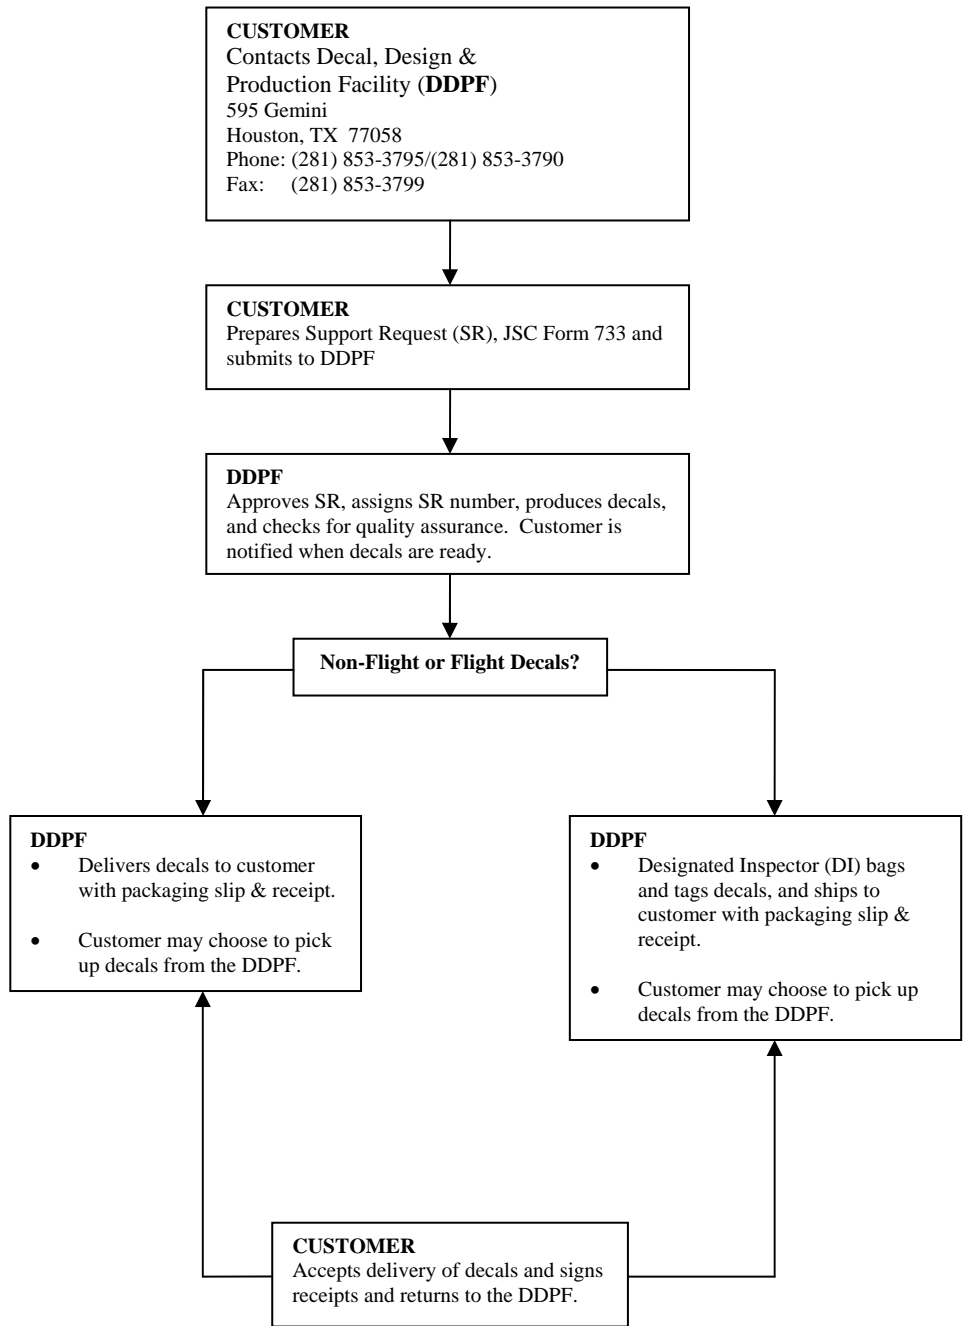 CUSTOMER
Contacts Decal, Design &
Production Facility (DDPF)
595 Gemini
Houston, TX  77058
Phone: (281) 853-3795/(281) 853-3790
Fax:    (281) 853-3799
CUSTOMER
Prepares Support Request (SR), JSC Form 733 and
submits to DDPF
DDPF
Approves SR, assigns SR number, produces decals,
and checks for quality assurance.  Customer is
notified when decals are ready.
Non-Flight or Flight Decals?
DDPF
• Delivers decals to customer
with packaging slip & receipt.
• Customer may choose to pick
up decals from the DDPF.
DDPF
• Designated Inspector (DI) bags
and tags decals, and ships to
customer with packaging slip &
receipt.
• Customer may choose to pick up
decals from the DDPF.
CUSTOMER
Accepts delivery of decals and signs
receipts and returns to the DDPF.